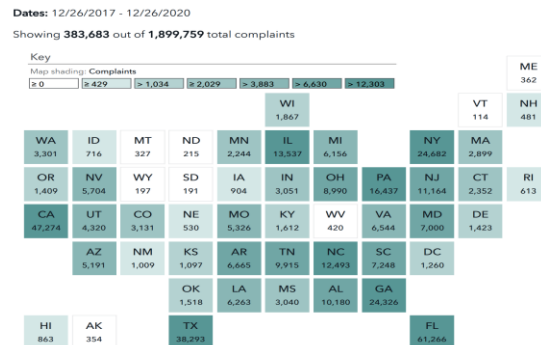 Dates: 12/26/2017 - 12/26/2020
Showing 383,683 out of 1,899,759 total complaints
Key
Map shading: Complaints
≥ 0 ≥ 429 > 1,034 ≥ 2,029 > 3,883 > 6,630 > 12,303
ME
362
WI VT NH
1,867 114 481
WA ID MT ND MN IL MI NY MA
3,301 716 327 215 2,244 13,537 6,156 24,682 2,899
OR NV WY SD IA IN OH PA NJ CT RI
1,409 5,704 197 191 904 3,051 8,990 16,437 11,164 2,352 613
CA UT CO NE MO KY WV VA MD DE
47,274 4,320 3,131 530 5,326 1,612 420 6,544 7,000 1,423
AZ NM KS AR TN NC SC DC
5,191 1,009 1,097 6,665 9,915 12,493 7,248 1,260
OK LA MS AL GA
1,518 6,263 3,040 10,180 24,326
HI AK TX FL
863 354 38,293 61,266